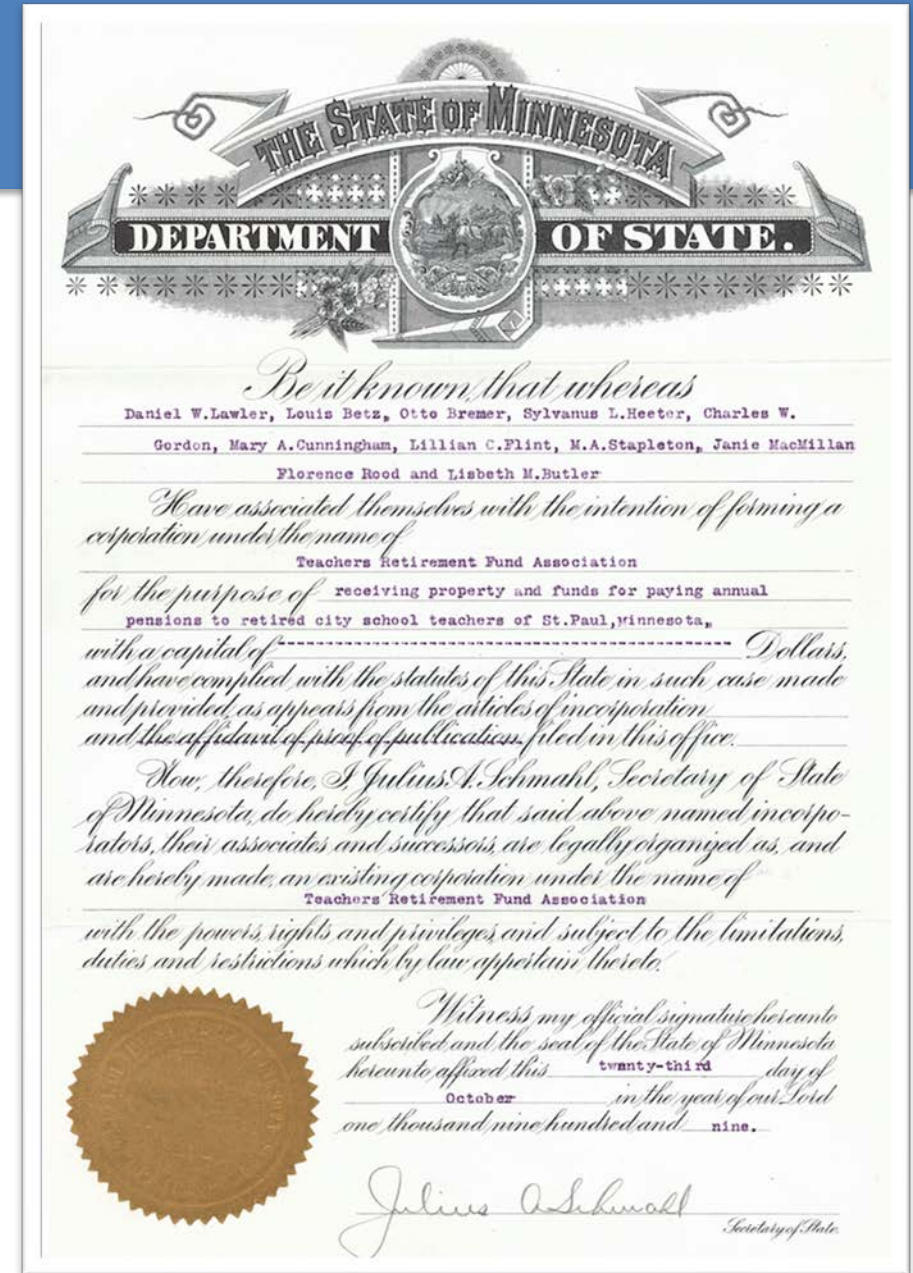 THE STATE OF MINNESOTA
DEPARTMENT OF STATE.
Be it known, that whereas
Daniel W.Lawler, Louis Betz, Otto Bremer, Sylvanus L.Heeter, Charles W.
Gordon, Mary A.Cunningham, Lillian C.Flint, M.A.Stapleton, Janie MacMillan
Florence Rood and Lisbeth M.Butler
Have associated themselves with the intention of forming a
corporation under the name of
Teachers Retirement Fund Association
for the purpose of receiving property and funds for paying annual
pensions to retired city school teachers of St.Paul,Minnesota,
with a capital of ------------------------------------------------ Dollars,
and have complied with the statutes of this State in such case made
and provided, as appears from the articles of incorporation
and the affidavit of proof of publication, filed in this office.
Now, therefore, I, Julius A. Schmahl, Secretary of State
of Minnesota, do hereby certify that said above named incorpo-
rators, their associates and successors, are legally organized as, and
are hereby made, an existing corporation under the name of
Teachers Retirement Fund Association
with the powers, rights and privileges, and subject to the limitations,
duties and restrictions which by law appertain thereto.
Witness my official signature hereunto
subscribed and the seal of the State of Minnesota
hereunto affixed this twenty-third day of
October in the year of our Lord
one thousand nine hundred and nine.
Julius A Schmahl
Secretary of State.